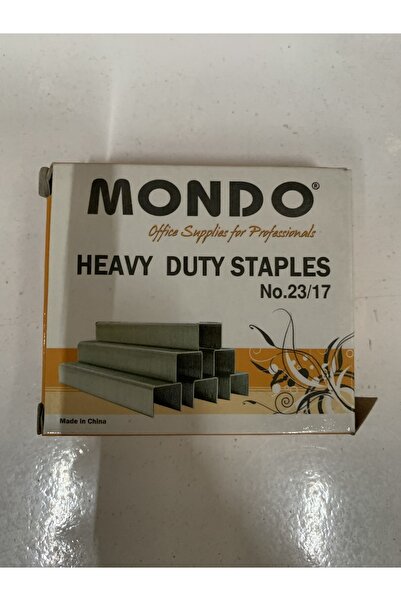 MONDO®
Office Supplies for Professionals
HEAVY DUTY STAPLES
No.23/17
Made in China